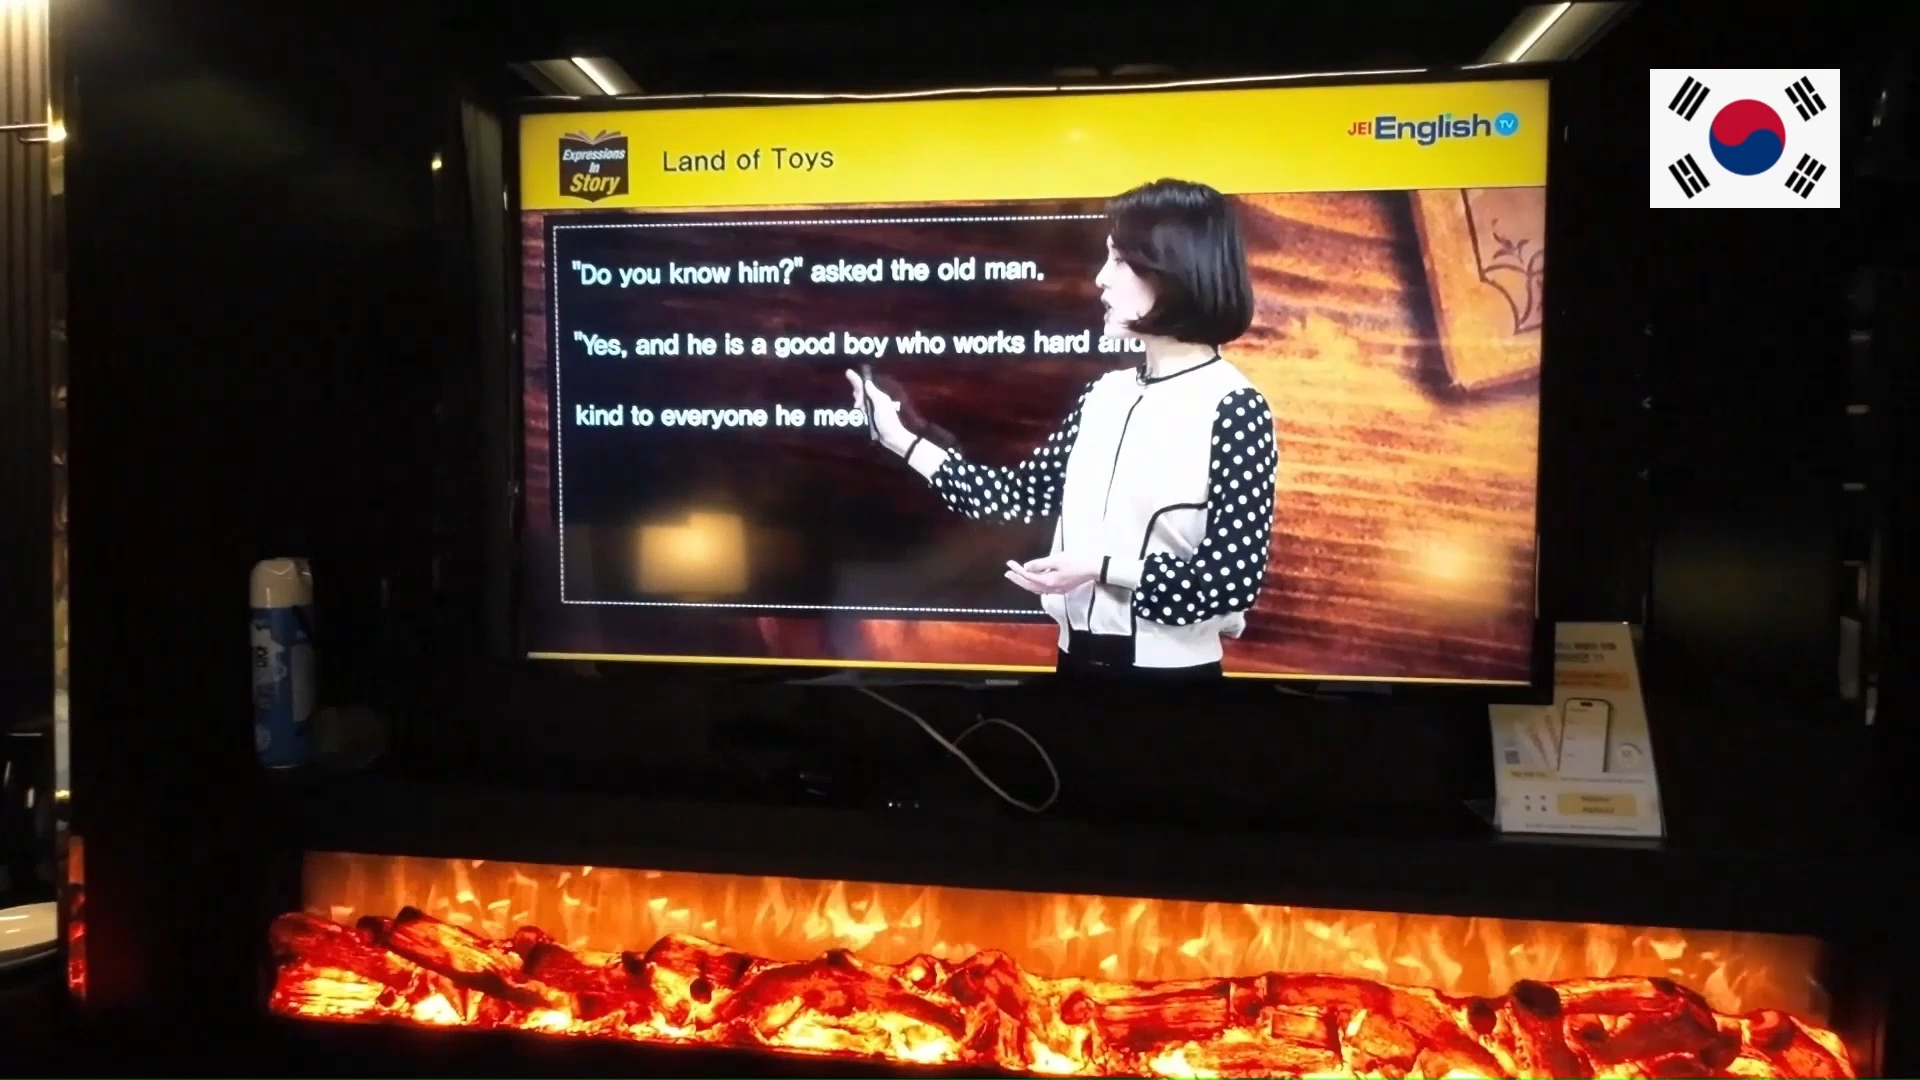 Expressions
In
Story
Land of Toys
JEI English TV
"Do you know him?" asked the old man.
"Yes, and he is a good boy who works hard and
kind to everyone he